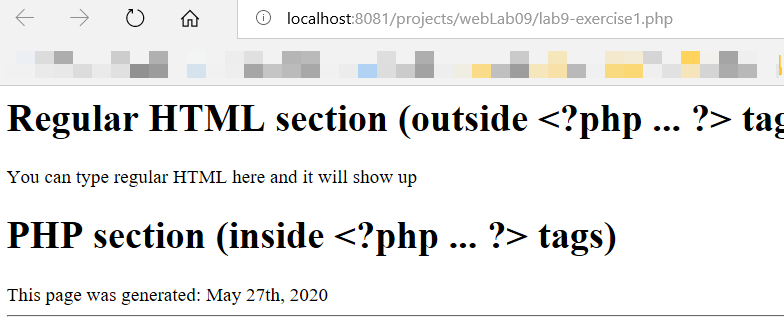 localhost:8081/projects/webLab09/lab9-exercise1.php
Regular HTML section (outside <?php ... ?> tag
You can type regular HTML here and it will show up
PHP section (inside <?php ... ?> tags)
This page was generated: May 27th, 2020